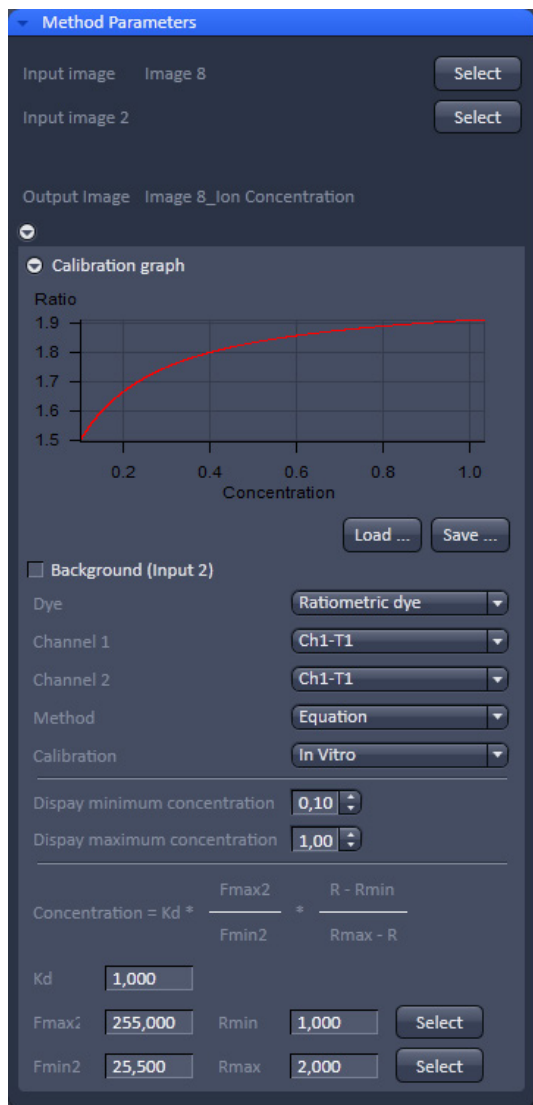 Method Parameters
Input image Image 8 Select
Input image 2 Select
Output Image Image 8_Ion Concentration
Calibration graph
Ratio
1.9
1.8
1.7
1.6
1.5
0.2 0.4 0.6 0.8 1.0
Concentration
Load ... Save ...
Background (Input 2)
Dye Ratiometric dye
Channel 1 Ch1-T1
Channel 2 Ch1-T1
Method Equation
Calibration In Vitro
Dispay minimum concentration 0,10
Dispay maximum concentration 1,00
Fmax2 R - Rmin
Concentration = Kd * *
Fmin2 Rmax - R
Kd 1,000
Fmax2 255,000 Rmin 1,000 Select
Fmin2 25,500 Rmax 2,000 Select